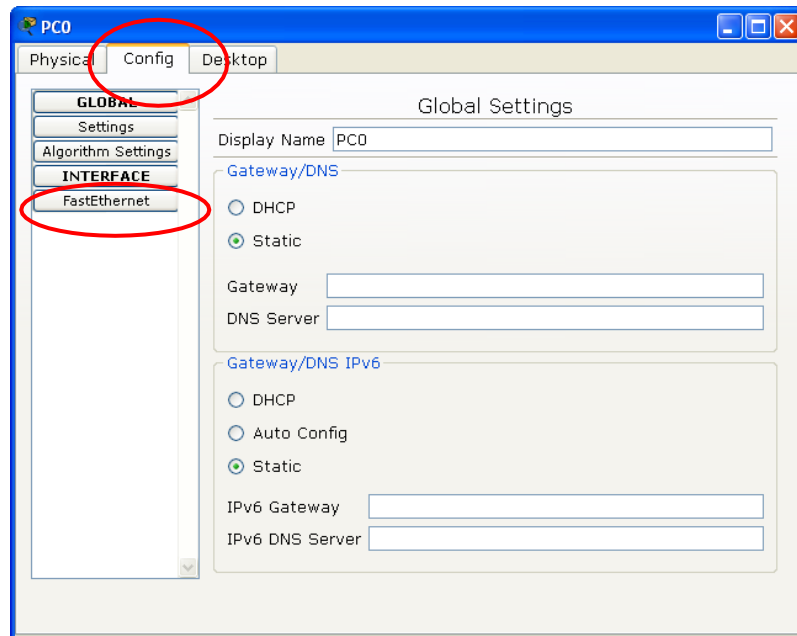 PC0
Physical Config Desktop
GLOBAL
Settings
Algorithm Settings
INTERFACE
FastEthernet
Global Settings
Display Name PC0
Gateway/DNS
DHCP
Static
Gateway
DNS Server
Gateway/DNS IPv6
DHCP
Auto Config
Static
IPv6 Gateway
IPv6 DNS Server